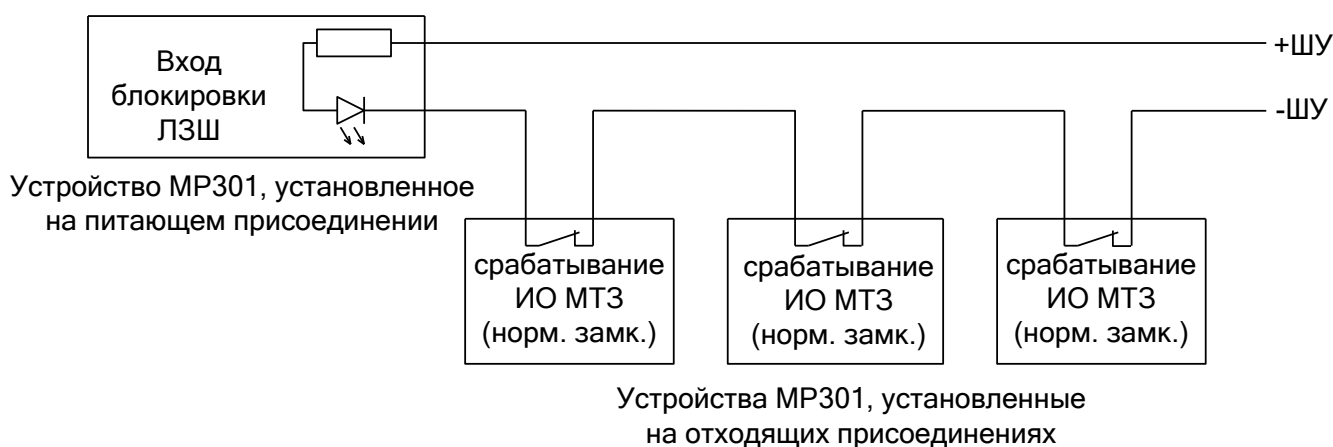 +ШУ
Вход
блокировки
ЛЗШ
-ШУ
Устройство МР301, установленное
на питающем присоединении
срабатывание
ИО МТЗ
(норм. замк.)
срабатывание
ИО МТЗ
(норм. замк.)
срабатывание
ИО МТЗ
(норм. замк.)
Устройства МР301, установленные
на отходящих присоединениях